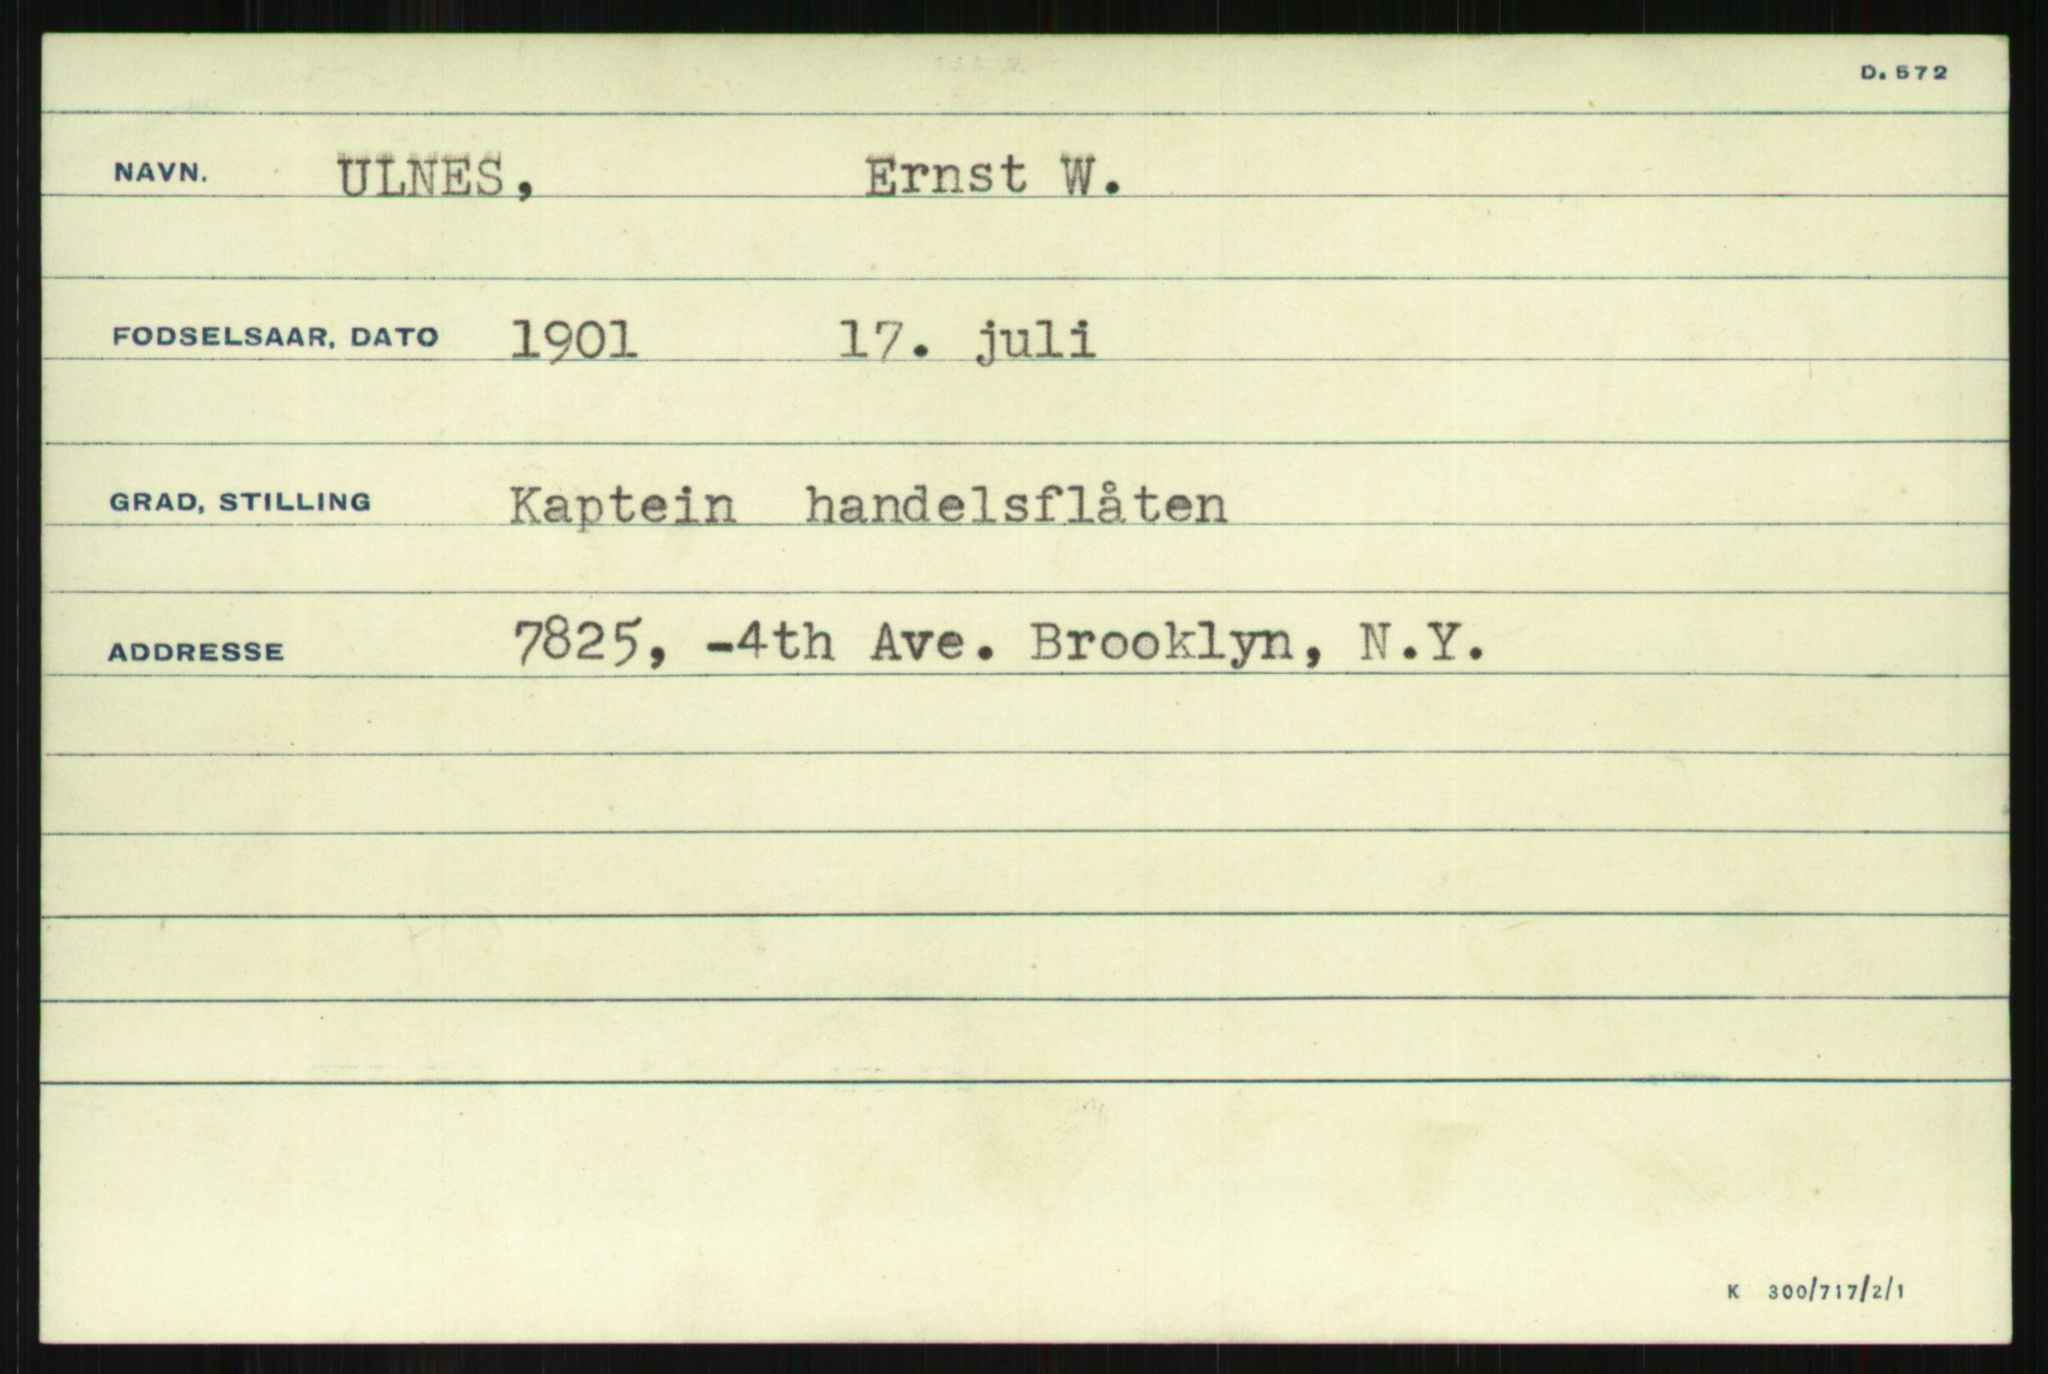 D. 572
NAVN. ULNES, Ernst W.
FODSELSAAR, DATO 1901 17. juli
GRAD, STILLING Kaptein handelsflåten
ADDRESSE 7825, -4th Ave. Brooklyn, N.Y.
K 300/717/2/1